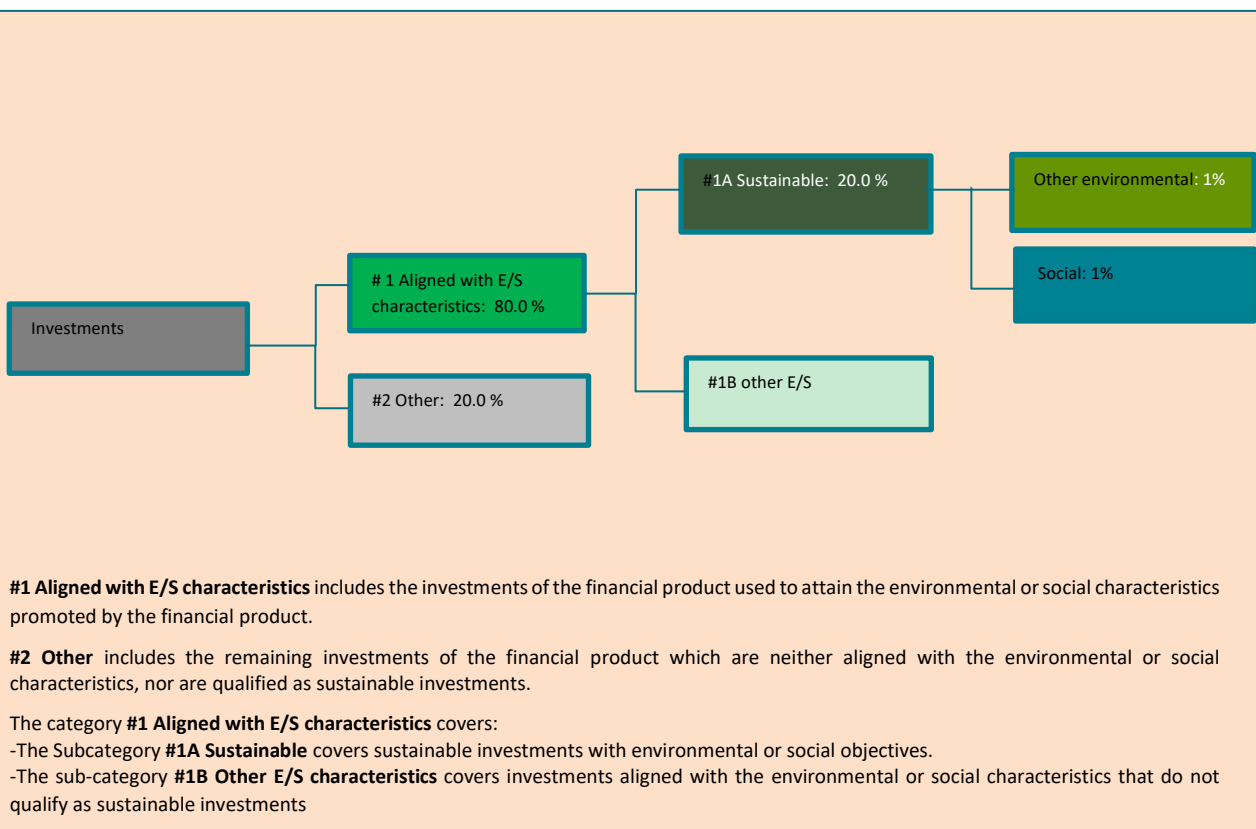 #1A Sustainable: 20.0 %
Other environmental: 1%
# 1 Aligned with E/S
characteristics: 80.0 %
Social: 1%
Investments
#2 Other: 20.0 %
#1B other E/S
#1 Aligned with E/S characteristics includes the investments of the financial product used to attain the environmental or social characteristics
promoted by the financial product.
#2 Other includes the remaining investments of the financial product which are neither aligned with the environmental or social
characteristics, nor are qualified as sustainable investments.
The category #1 Aligned with E/S characteristics covers:
-The Subcategory #1A Sustainable covers sustainable investments with environmental or social objectives.
-The sub-category #1B Other E/S characteristics covers investments aligned with the environmental or social characteristics that do not
qualify as sustainable investments